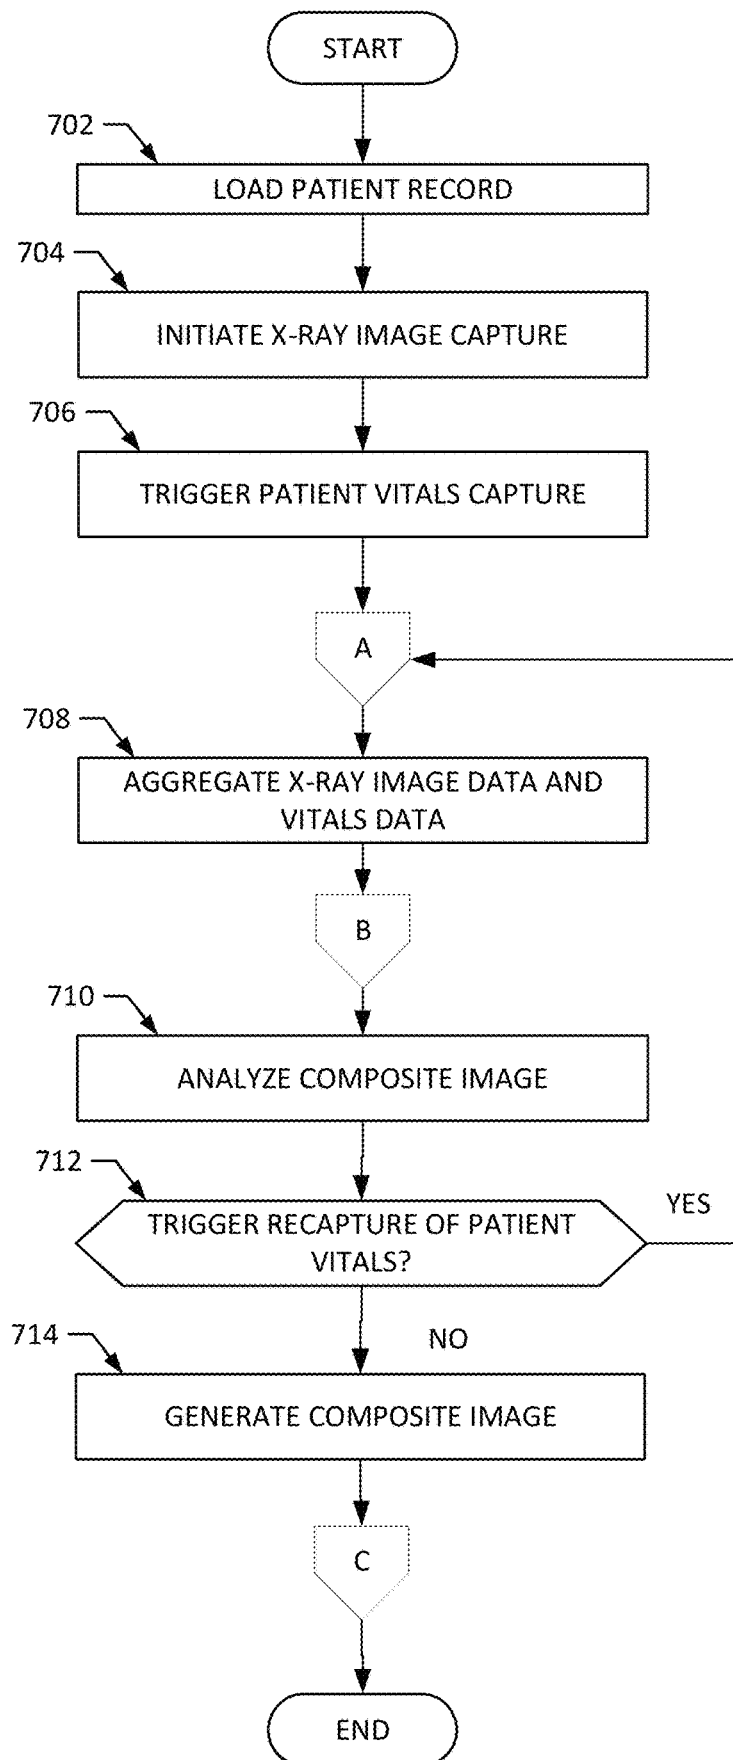 START
702
LOAD PATIENT RECORD
704
INITIATE X-RAY IMAGE CAPTURE
706
TRIGGER PATIENT VITALS CAPTURE
A
708
AGGREGATE X-RAY IMAGE DATA AND
VITALS DATA
B
710
ANALYZE COMPOSITE IMAGE
712
TRIGGER RECAPTURE OF PATIENT
VITALS?
YES
714
NO
GENERATE COMPOSITE IMAGE
C
END